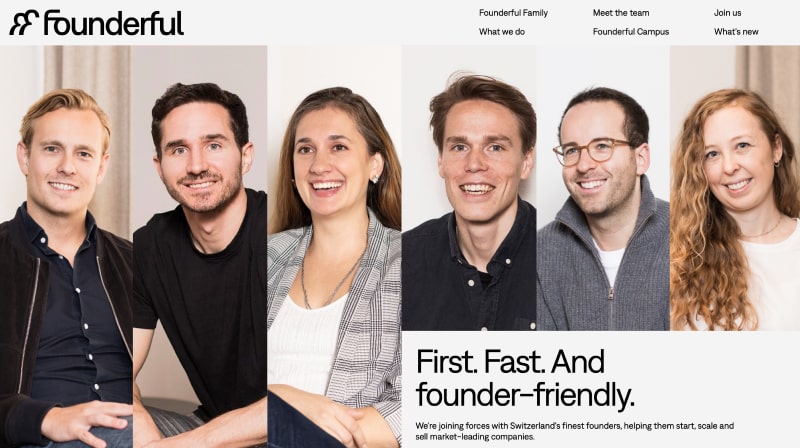 Founderful
Founderful Family
Meet the team
Join us
What we do
Founderful Campus
What's new
First. Fast. And
founder-friendly.
We're joining forces with Switzerland's finest founders, helping them start, scale and
sell market-leading companies.